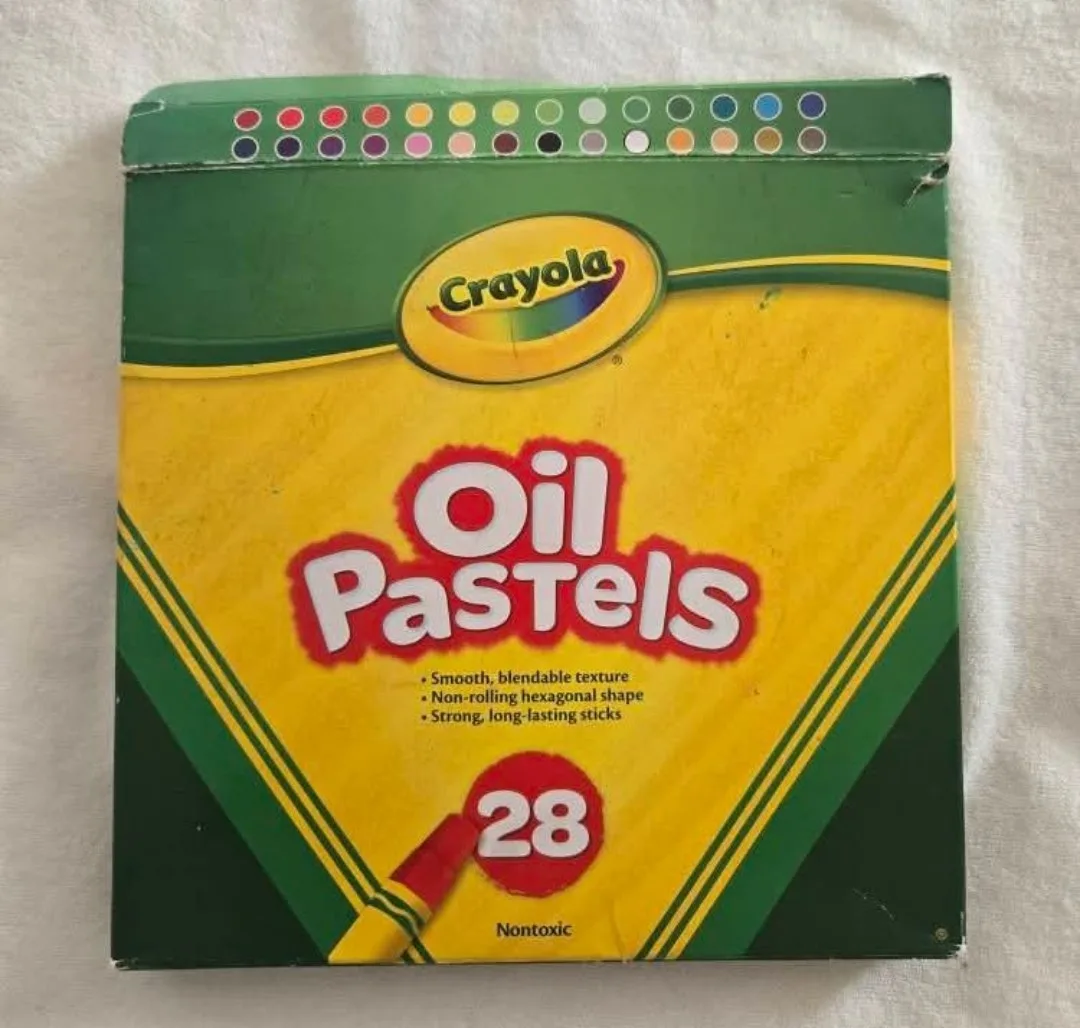 Crayola
®
Oil
Pastels
• Smooth, blendable texture
• Non-rolling hexagonal shape
• Strong, long-lasting sticks
28
Nontoxic
®